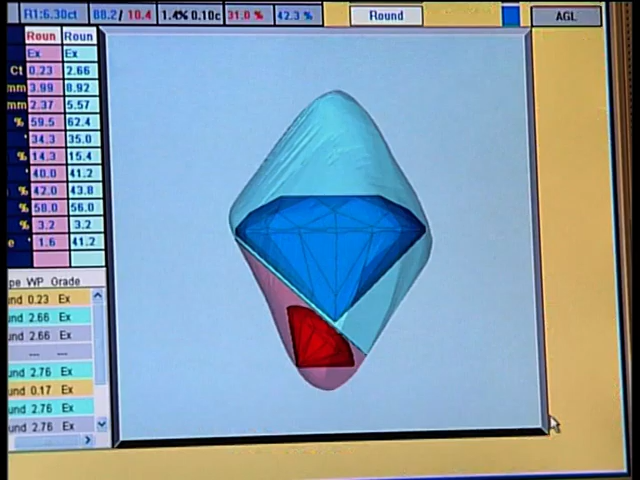 R1:6.30ct 88.2/ 10.4 1.4% 0.10c 31.0 % 42.3 % Round AGL
Roun Roun
Ex Ex
Ct 0.23 2.66
mm 3.99 8.92
mm 2.37 5.57
% 59.5 62.4
34.3 35.0
% 14.3 15.4
40.0 41.2
% 42.0 43.8
% 58.0 56.0
% 3.2 3.2
e 1.6 41.2
pe WP Grade
und 0.23 Ex
und 2.66 Ex
und 2.66 Ex
--- ---
und 2.76 Ex
und 0.17 Ex
und 2.76 Ex
und 2.76 Ex